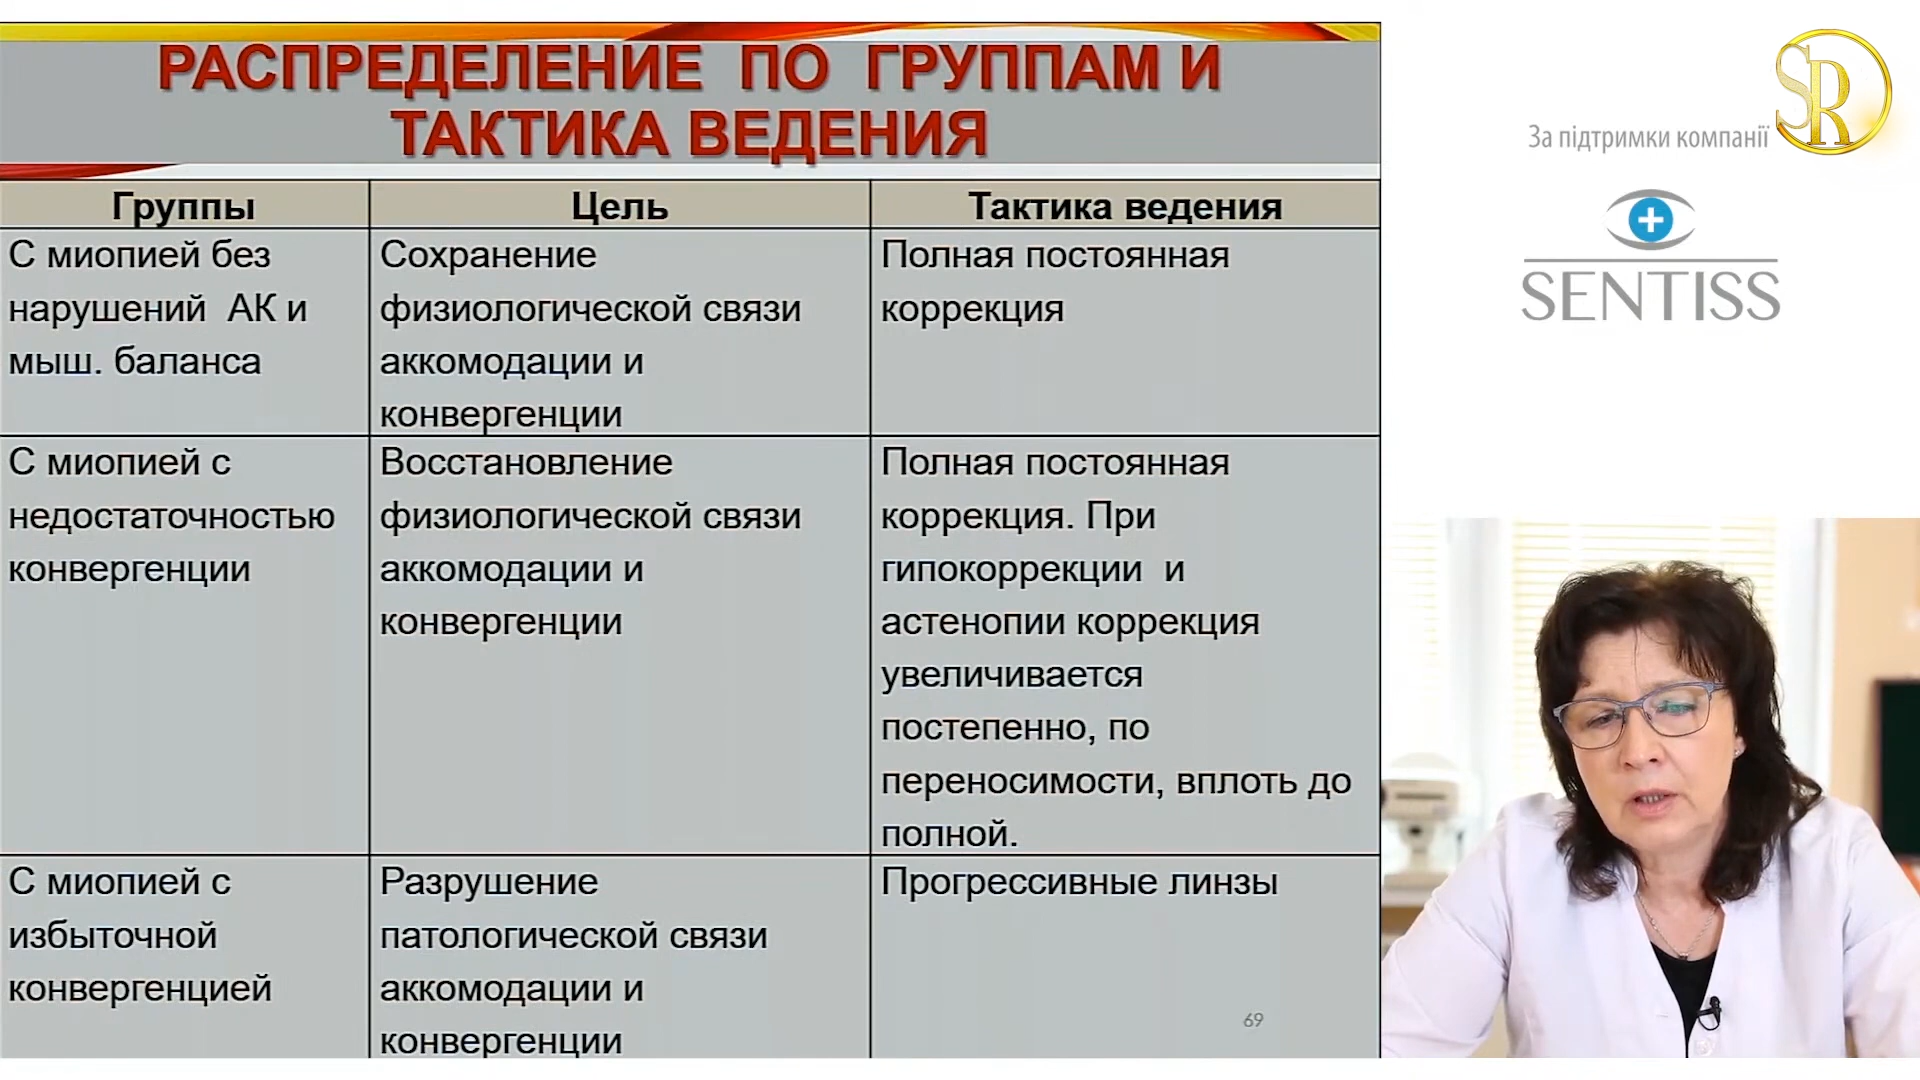 РАСПРЕДЕЛЕНИЕ ПО ГРУППАМ И
ТАКТИКА ВЕДЕНИЯ
Группы
Цель
Тактика ведения
С миопией без
нарушений АК и
мыш. баланса
Сохранение
физиологической связи
аккомодации и
конвергенции
Полная постоянная
коррекция
С миопией с
недостаточностью
конвергенции
Восстановление
физиологической связи
аккомодации и
конвергенции
Полная постоянная
коррекция. При
гипокоррекции и
астенопии коррекция
увеличивается
постепенно, по
переносимости, вплоть до
полной.
С миопией с
избыточной
конвергенцией
Разрушение
патологической связи
аккомодации и
конвергенции
Прогрессивные линзы
69
SR
За підтримки компанії
SENTISS